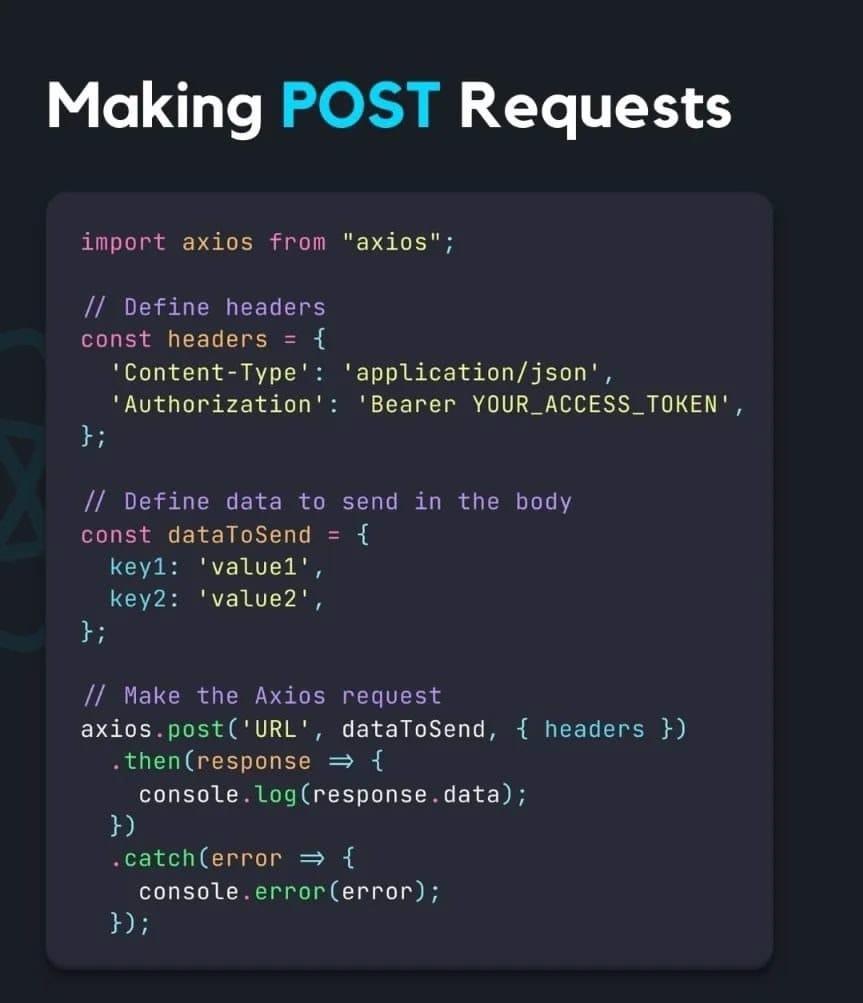 Making POST Requests
import axios from "axios";
// Define headers
const headers = {
'Content-Type': 'application/json',
'Authorization': 'Bearer YOUR_ACCESS_TOKEN',
};
// Define data to send in the body
const dataToSend = {
key1: 'value1',
key2: 'value2',
};
// Make the Axios request
axios.post('URL', dataToSend, { headers })
.then(response => {
console.log(response.data);
})
.catch(error => {
console.error(error);
});